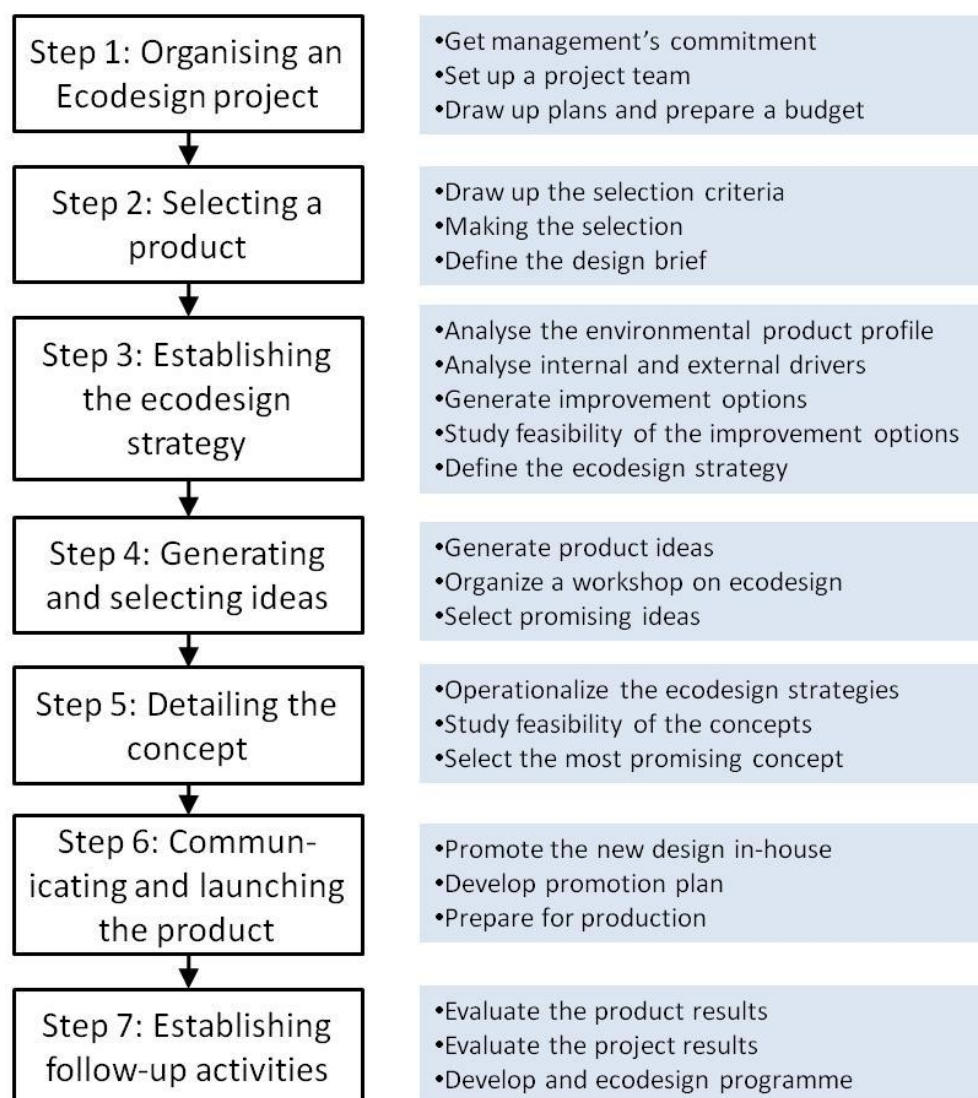 Step 1: Organising an
Ecodesign project
•Get management's commitment
•Set up a project team
•Draw up plans and prepare a budget
Step 2: Selecting a
product
•Draw up the selection criteria
•Making the selection
•Define the design brief
Step 3: Establishing
the ecodesign
strategy
•Analyse the environmental product profile
•Analyse internal and external drivers
•Generate improvement options
•Study feasibility of the improvement options
•Define the ecodesign strategy
Step 4: Generating
and selecting ideas
•Generate product ideas
•Organize a workshop on ecodesign
•Select promising ideas
Step 5: Detailing the
concept
•Operationalize the ecodesign strategies
•Study feasibility of the concepts
•Select the most promising concept
Step 6: Commun-
icating and launching
the product
•Promote the new design in-house
•Develop promotion plan
•Prepare for production
Step 7: Establishing
follow-up activities
•Evaluate the product results
•Evaluate the project results
•Develop and ecodesign programme